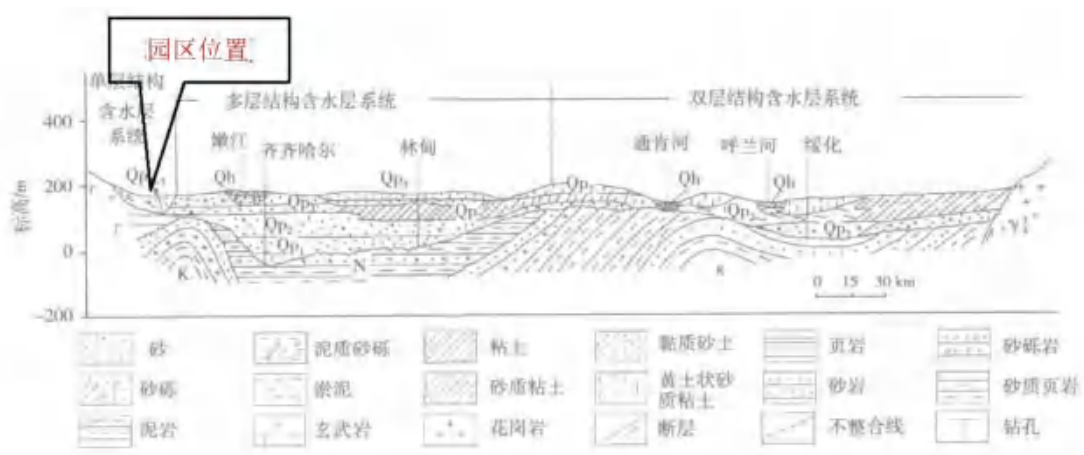 园区位置
单层结构
含水层
系统
多层结构含水层系统
双层结构含水层系统
嫩江
齐齐哈尔
林甸
通肯河
呼兰河
绥化
标高/m
400
200
0
-200
Qh
Qp₃
Qh
Qh
Qp₂
Qp₁
N
K
0 15 30 km
砂
泥质砂砾
粘土
黏质砂土
页岩
砂砾岩
砂砾
淤泥
砂质粘土
黄土状砂
质粘土
砂岩
砂质页岩
泥岩
玄武岩
花岗岩
断层
不整合线
钻孔